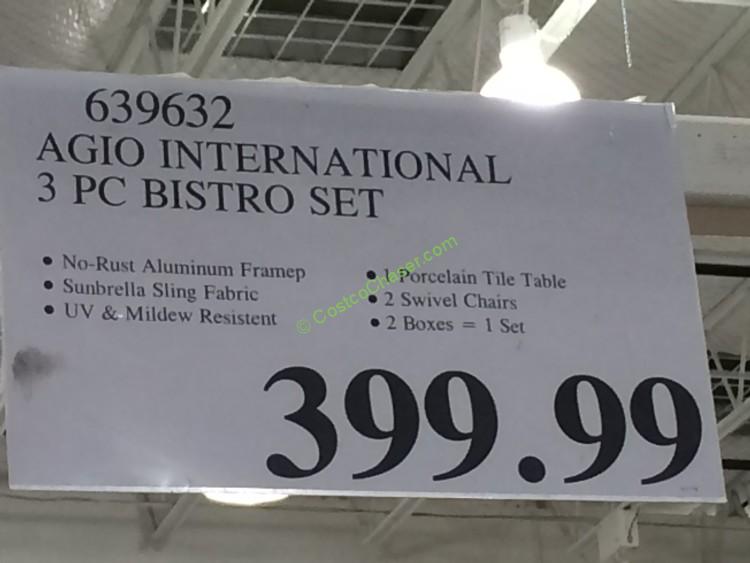 639632
AGIO INTERNATIONAL
3 PC BISTRO SET
• No-Rust Aluminum Framep
• Sunbrella Sling Fabric
• UV & Mildew Resistent
• 1 Porcelain Tile Table
• 2 Swivel Chairs
• 2 Boxes = 1 Set
© CostcoChaser.com
399.99